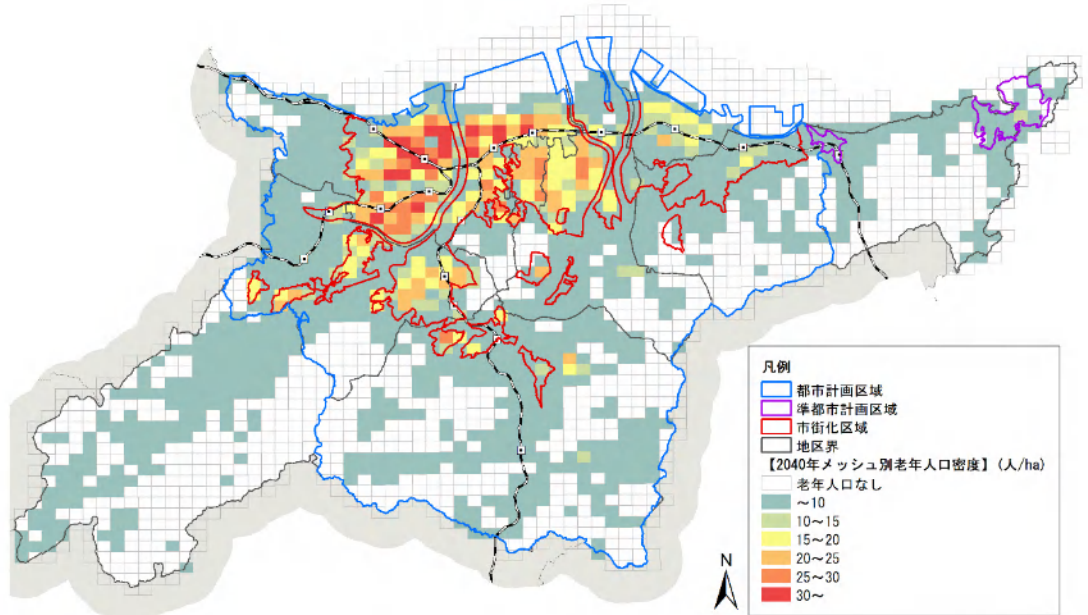 凡例
都市計画区域
準都市計画区域
市街化区域
地区界
【2040年メッシュ別老年人口密度】(人/ha)
老年人口なし
～10
10～15
15～20
20～25
25～30
30～
N